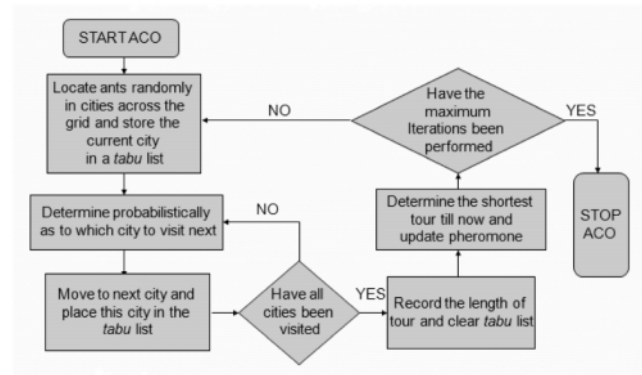 START ACO
Locate ants randomly
in cities across the
grid and store the
current city
in a tabu list
Determine probabilistically
as to which city to visit next
Move to next city and
place this city in the
tabu list
NO
Have all
cities been
visited
YES
Record the length of
tour and clear tabu list
Determine the shortest
tour till now and
update pheromone
Have the
maximum
Iterations been
performed
NO
YES
STOP
ACO